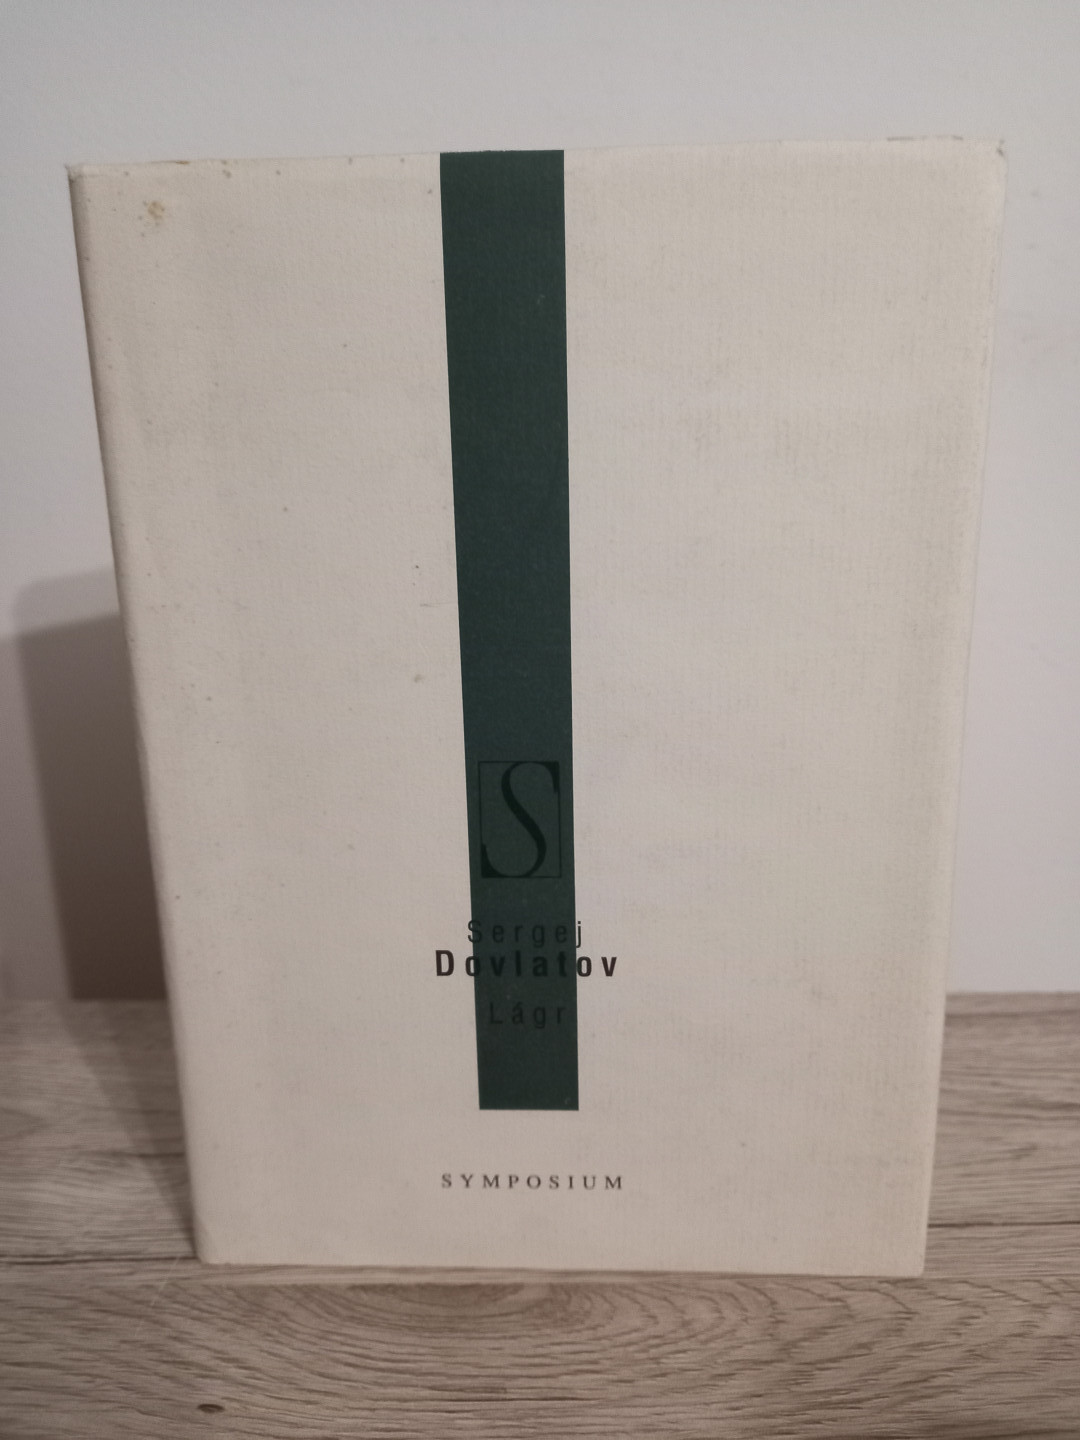 S
Sergej
Dovlatov
Lágr
SYMPOSIUM